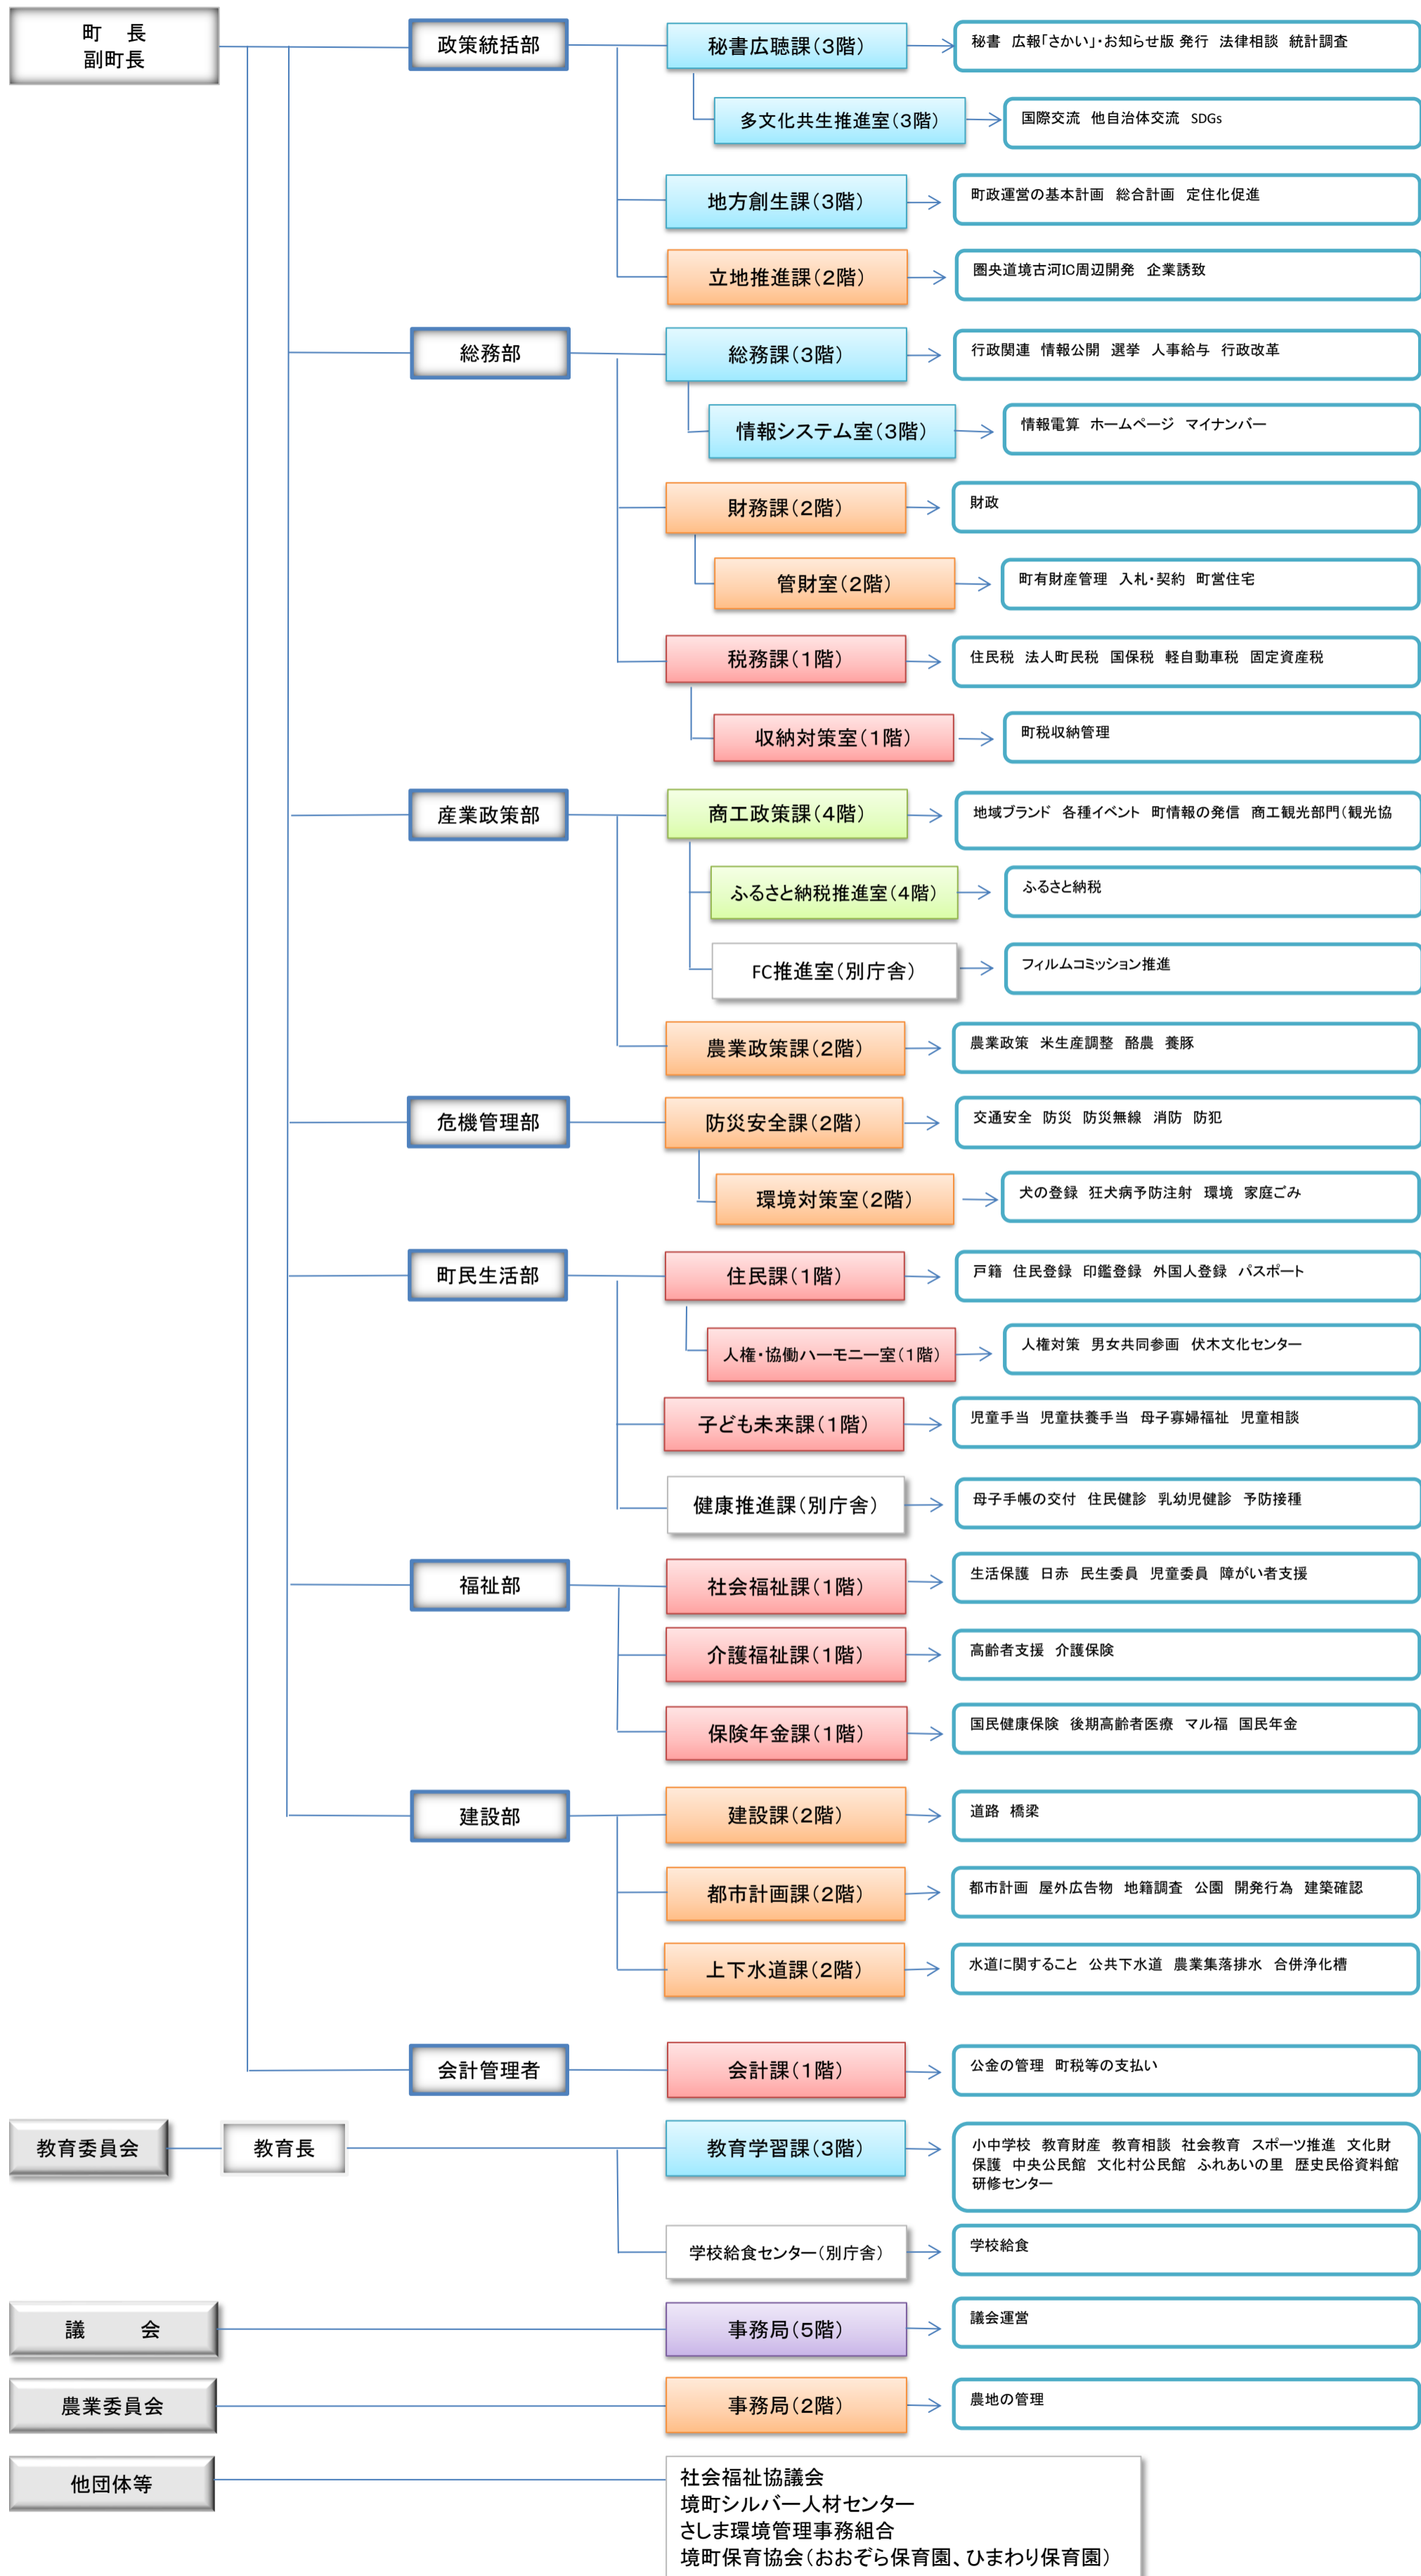 町　長
副町長
政策統括部
秘書広聴課（3階）
秘書　広報「さかい」・お知らせ版 発行　法律相談　統計調査
多文化共生推進室（3階）
国際交流　他自治体交流　SDGs
地方創生課（3階）
町政運営の基本計画　総合計画　定住化促進
立地推進課（2階）
圏央道境古河IC周辺開発　企業誘致
総務部
総務課（3階）
行政関連　情報公開　選挙　人事給与　行政改革
情報システム室（3階）
情報電算　ホームページ　マイナンバー
財務課（2階）
財政
管財室（2階）
町有財産管理　入札・契約　町営住宅
税務課（1階）
住民税　法人町民税　国保税　軽自動車税　固定資産税
収納対策室（1階）
町税収納管理
産業政策部
商工政策課（4階）
地域ブランド　各種イベント　町情報の発信　商工観光部門（観光協
ふるさと納税推進室（4階）
ふるさと納税
FC推進室（別庁舎）
フィルムコミッション推進
農業政策課（2階）
農業政策　米生産調整　酪農　養豚
危機管理部
防災安全課（2階）
交通安全　防災　防災無線　消防　防犯
環境対策室（2階）
犬の登録　狂犬病予防注射　環境　家庭ごみ
町民生活部
住民課（1階）
戸籍　住民登録　印鑑登録　外国人登録　パスポート
人権・協働ハーモニー室（1階）
人権対策　男女共同参画　伏木文化センター
子ども未来課（1階）
児童手当　児童扶養手当　母子寡婦福祉　児童相談
健康推進課（別庁舎）
母子手帳の交付　住民健診　乳幼児健診　予防接種
福祉部
社会福祉課（1階）
生活保護　日赤　民生委員　児童委員　障がい者支援
介護福祉課（1階）
高齢者支援　介護保険
保険年金課（1階）
国民健康保険　後期高齢者医療　マル福　国民年金
建設部
建設課（2階）
道路　橋梁
都市計画課（2階）
都市計画　屋外広告物　地籍調査　公園　開発行為　建築確認
上下水道課（2階）
水道に関すること　公共下水道　農業集落排水　合併浄化槽
会計管理者
会計課（1階）
公金の管理　町税等の支払い
教育委員会
教育長
教育学習課（3階）
小中学校　教育財産　教育相談　社会教育　スポーツ推進　文化財
保護　中央公民館　文化村公民館　ふれあいの里　歴史民俗資料館
研修センター
学校給食センター（別庁舎）
学校給食
議　会
事務局（5階）
議会運営
農業委員会
事務局（2階）
農地の管理
他団体等
社会福祉協議会
境町シルバー人材センター
さしま環境管理事務組合
境町保育協会（おおぞら保育園、ひまわり保育園）